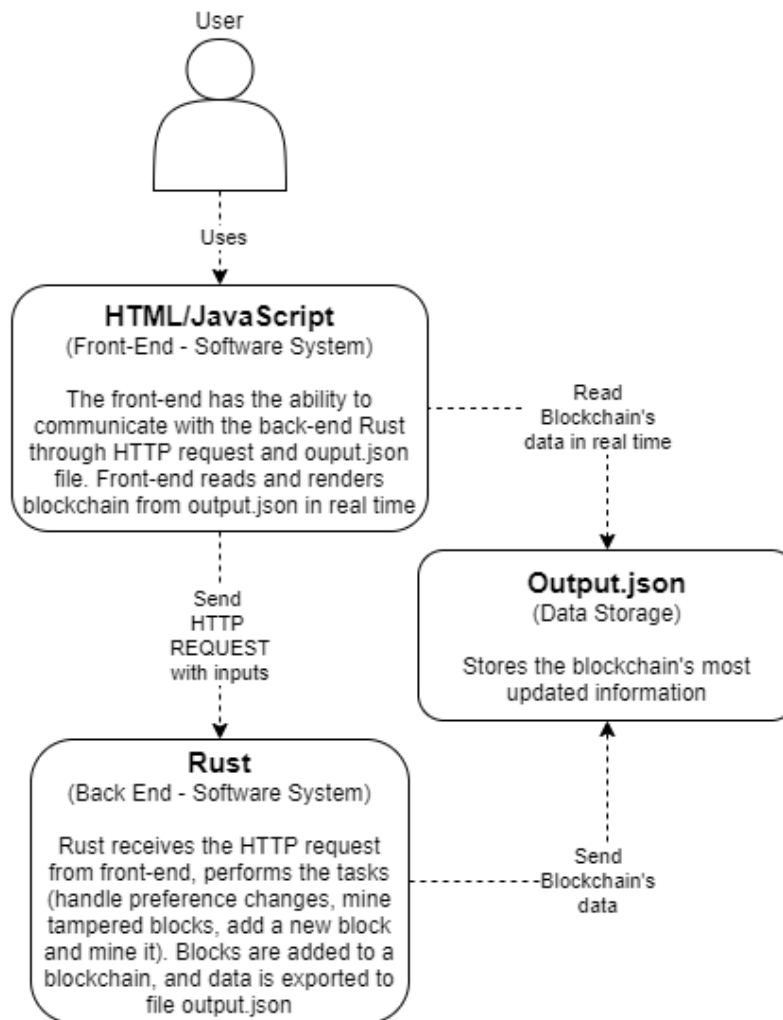 User
Uses
HTML/JavaScript
(Front-End - Software System)
The front-end has the ability to
communicate with the back-end Rust
through HTTP request and ouput.json
file. Front-end reads and renders
blockchain from output.json in real time
Read
Blockchain's
data in real time
Output.json
(Data Storage)
Stores the blockchain's most
updated information
Send
HTTP
REQUEST
with inputs
Rust
(Back End - Software System)
Rust receives the HTTP request
from front-end, performs the tasks
(handle preference changes, mine
tampered blocks, add a new block
and mine it). Blocks are added to a
blockchain, and data is exported to
file output.json
Send
Blockchain's
data